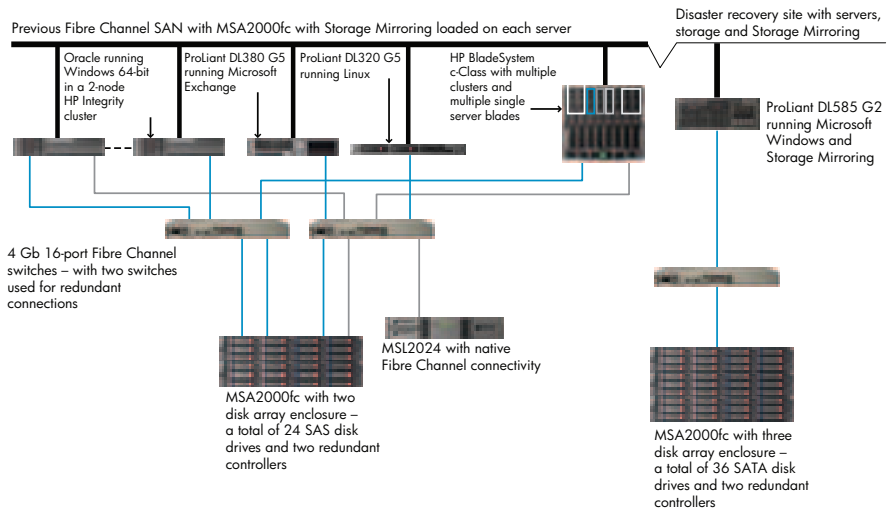 Previous Fibre Channel SAN with MSA2000fc with Storage Mirroring loaded on each server
Disaster recovery site with servers,
storage and Storage Mirroring
Oracle running
Windows 64-bit
in a 2-node
HP Integrity
cluster
ProLiant DL380 G5
running Microsoft
Exchange
ProLiant DL320 G5
running Linux
HP BladeSystem
c-Class with multiple
clusters and
multiple single
server blades
ProLiant DL585 G2
running Microsoft
Windows and
Storage Mirroring
4 Gb 16-port Fibre Channel
switches – with two switches
used for redundant
connections
MSL2024 with native
Fibre Channel connectivity
MSA2000fc with two
disk array enclosure –
a total of 24 SAS disk
drives and two redundant
controllers
MSA2000fc with three
disk array enclosure –
a total of 36 SATA disk
drives and two redundant
controllers